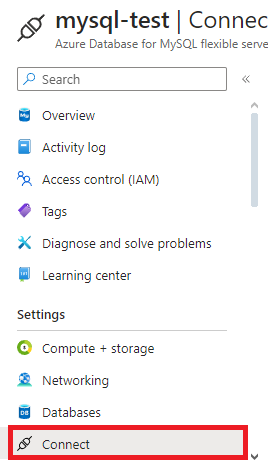 mysql-test | Connec
Azure Database for MySQL flexible serve
Search
Overview
Activity log
Access control (IAM)
Tags
Diagnose and solve problems
Learning center
Settings
Compute + storage
Networking
Databases
Connect